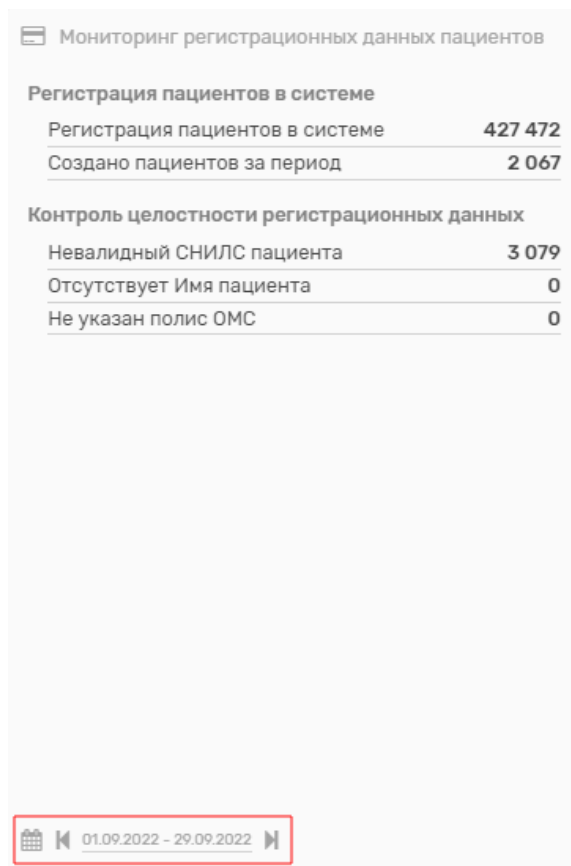 Мониторинг регистрационных данных пациентов
Регистрация пациентов в системе
Регистрация пациентов в системе 427 472
Создано пациентов за период 2 067
Контроль целостности регистрационных данных
Невалидный СНИЛС пациента 3 079
Отсутствует Имя пациента 0
Не указан полис ОМС 0
01.09.2022 - 29.09.2022